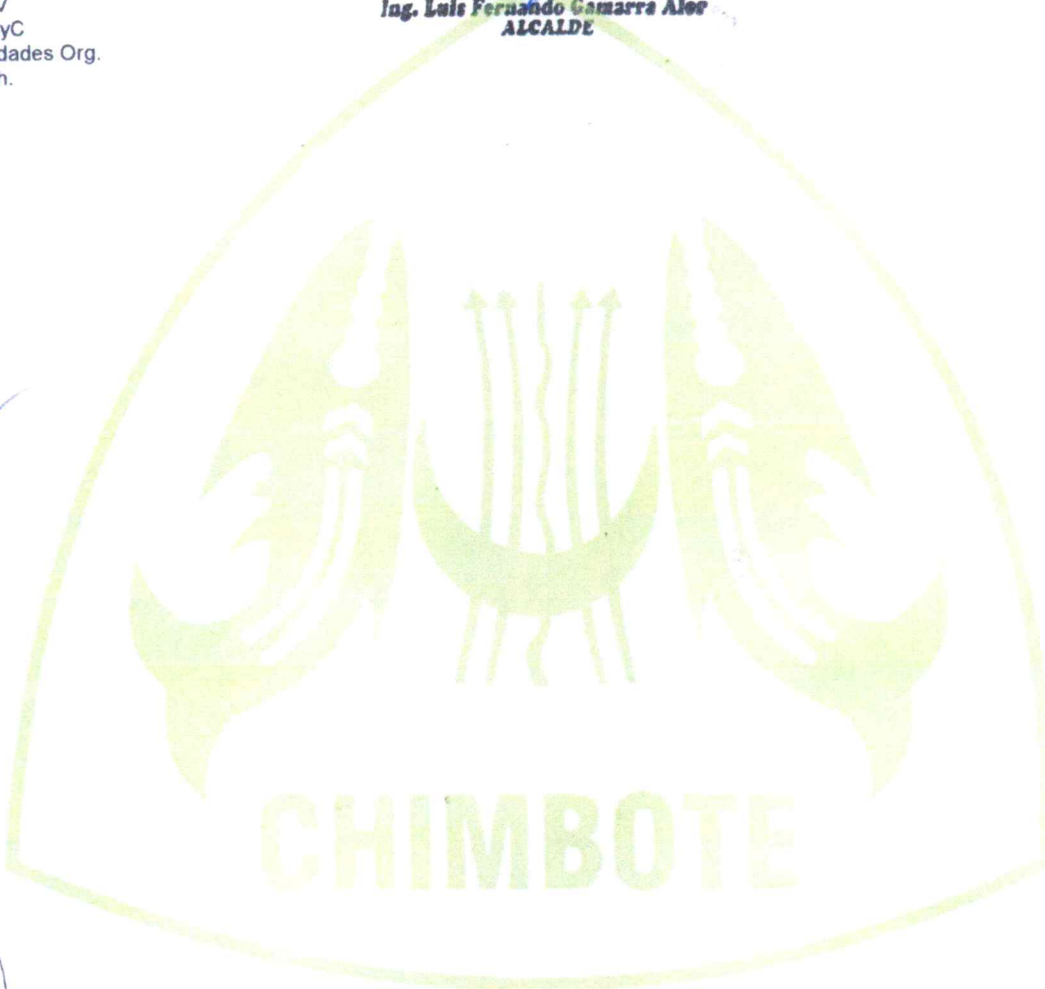 yC
dades Org.
h.
Ing. Luis Fernando Gamarra Alor
ALCALDE
CHIMBOTE